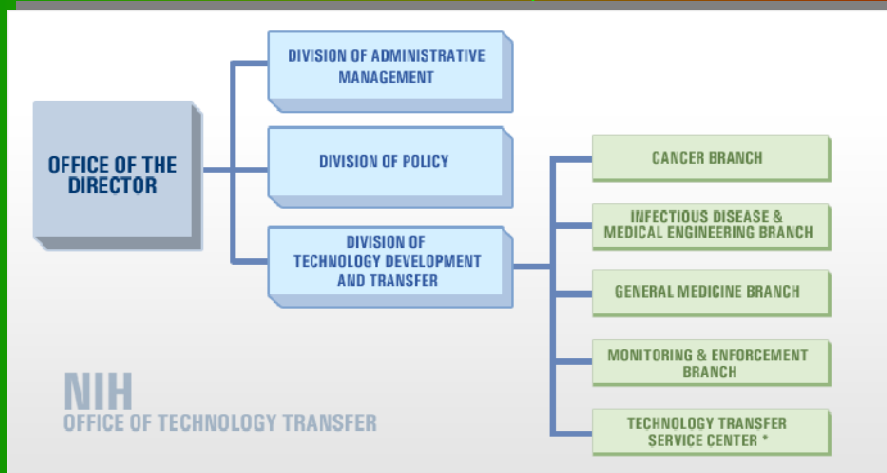 DIVISION OF ADMINISTRATIVE
MANAGEMENT
OFFICE OF THE
DIRECTOR
DIVISION OF POLICY
DIVISION OF
TECHNOLOGY DEVELOPMENT
AND TRANSFER
CANCER BRANCH
INFECTIOUS DISEASE &
MEDICAL ENGINEERING BRANCH
GENERAL MEDICINE BRANCH
MONITORING & ENFORCEMENT
BRANCH
TECHNOLOGY TRANSFER
SERVICE CENTER *
NIH
OFFICE OF TECHNOLOGY TRANSFER